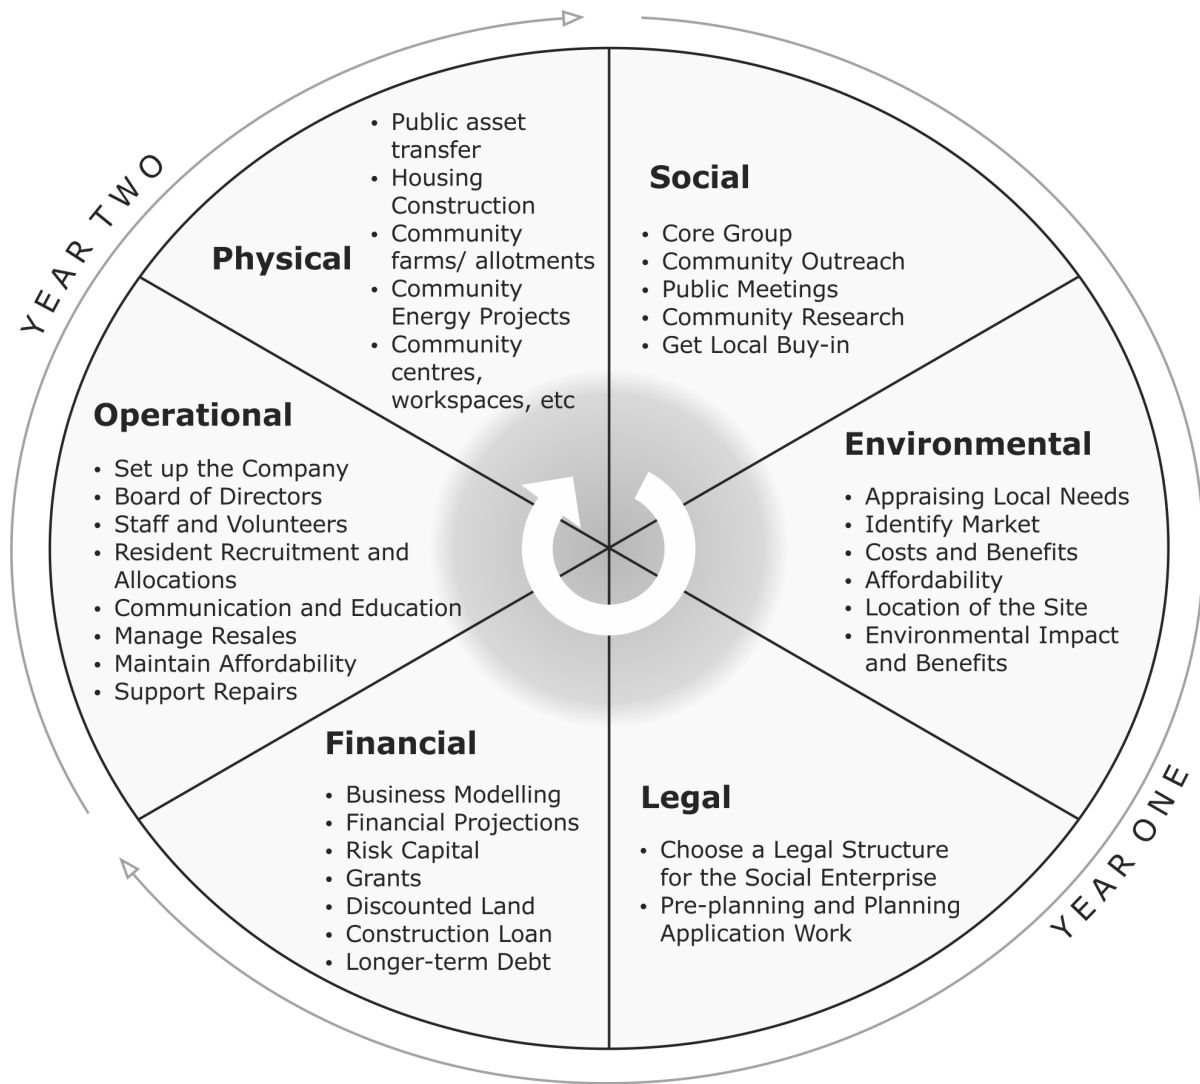 Social
• Core Group
• Community Outreach
• Public Meetings
• Community Research
• Get Local Buy-in
Environmental
• Appraising Local Needs
• Identify Market
• Costs and Benefits
• Affordability
• Location of the Site
• Environmental Impact
and Benefits
YEAR ONE
Legal
• Choose a Legal Structure
for the Social Enterprise
• Pre-planning and Planning
Application Work
Financial
• Business Modelling
• Financial Projections
• Risk Capital
• Grants
• Discounted Land
• Construction Loan
• Longer-term Debt
Operational
• Set up the Company
• Board of Directors
• Staff and Volunteers
• Resident Recruitment and
Allocations
• Communication and Education
• Manage Resales
• Maintain Affordability
• Support Repairs
YEAR TWO
Physical
• Public asset
transfer
• Housing
Construction
• Community
farms/ allotments
• Community
Energy Projects
• Community
centres,
workspaces, etc